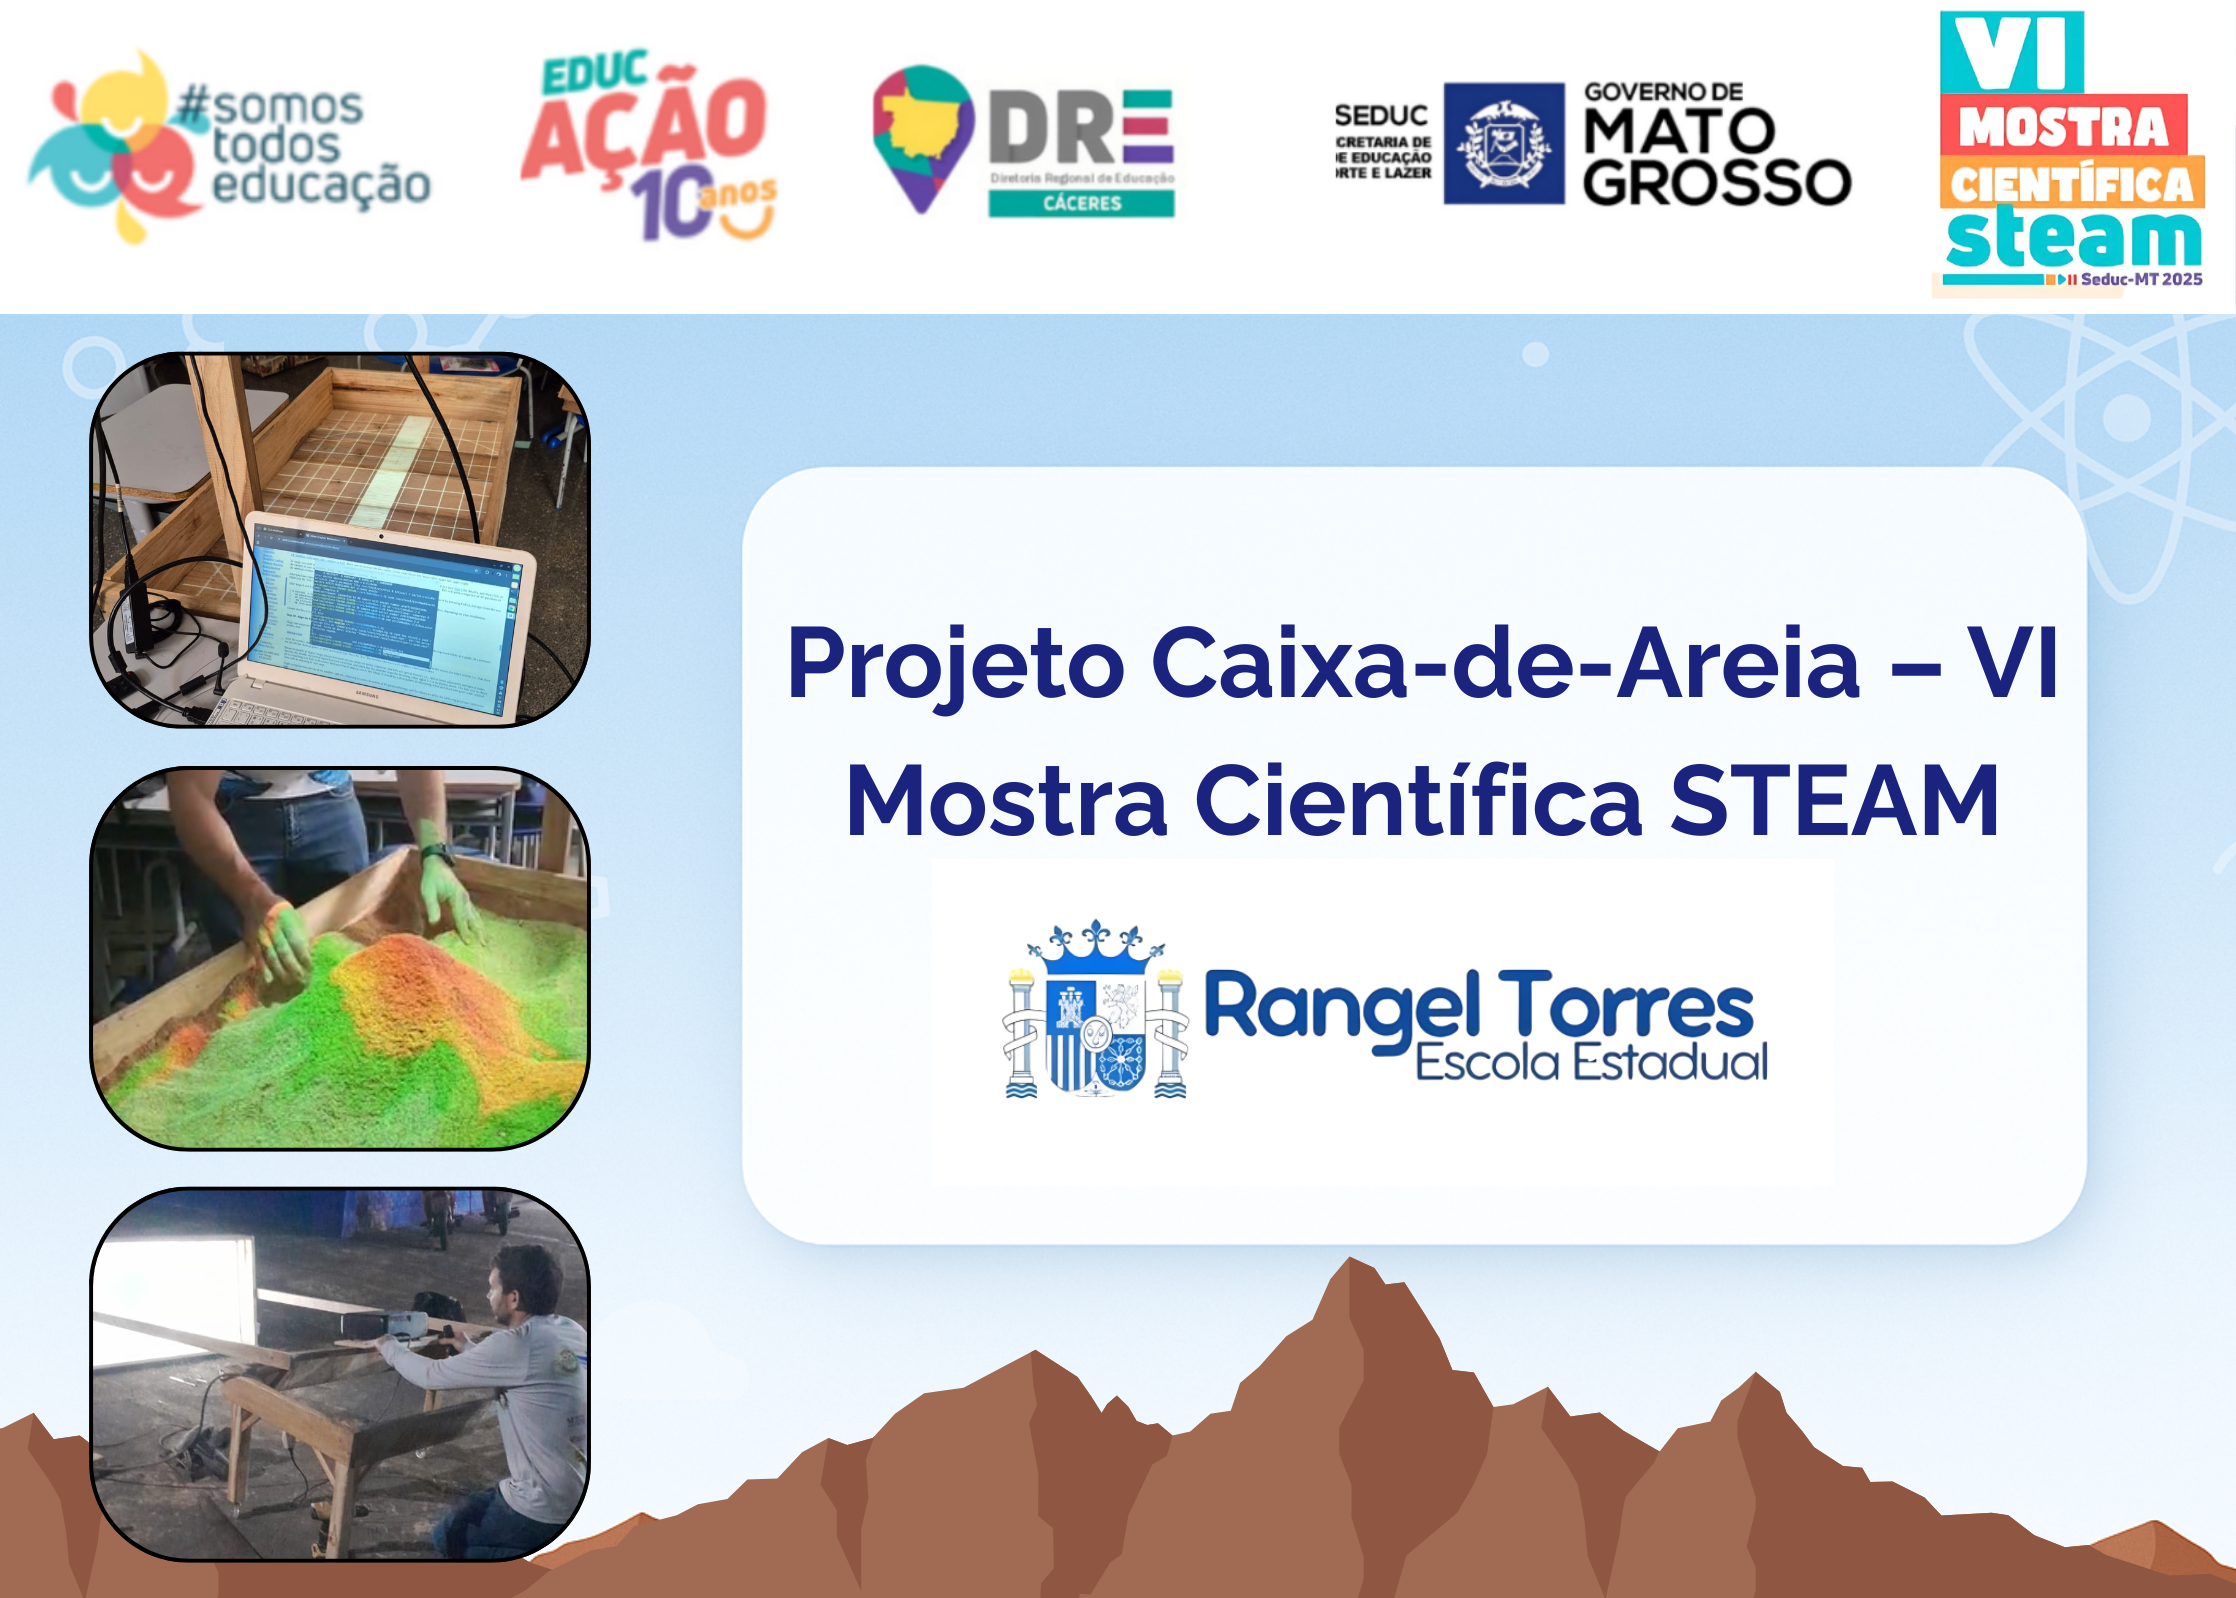 #somos
todos
educação
EDUC
AÇÃO
10 anos
DRE
Diretoria Regional de Educação
CÁCERES
SEDUC
CRETARIA DE
E EDUCAÇÃO
RTE E LAZER
GOVERNO DE
MATO
GROSSO
VI
MOSTRA
CIENTÍFICA
steam
Seduc-MT 2025
Projeto Caixa-de-Areia – VI
Mostra Científica STEAM
Rangel Torres
Escola Estadual
SAMSUNG